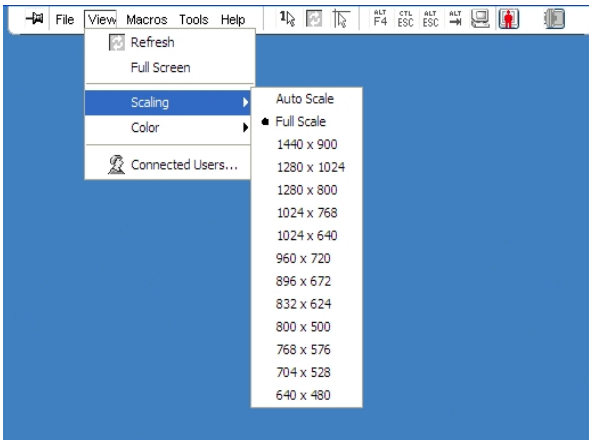 File View Macros Tools Help 1 ALT F4 CTL ESC ALT ESC ALT
Refresh
Full Screen
Scaling
Color
Connected Users...
Auto Scale
Full Scale
1440 x 900
1280 x 1024
1280 x 800
1024 x 768
1024 x 640
960 x 720
896 x 672
832 x 624
800 x 500
768 x 576
704 x 528
640 x 480